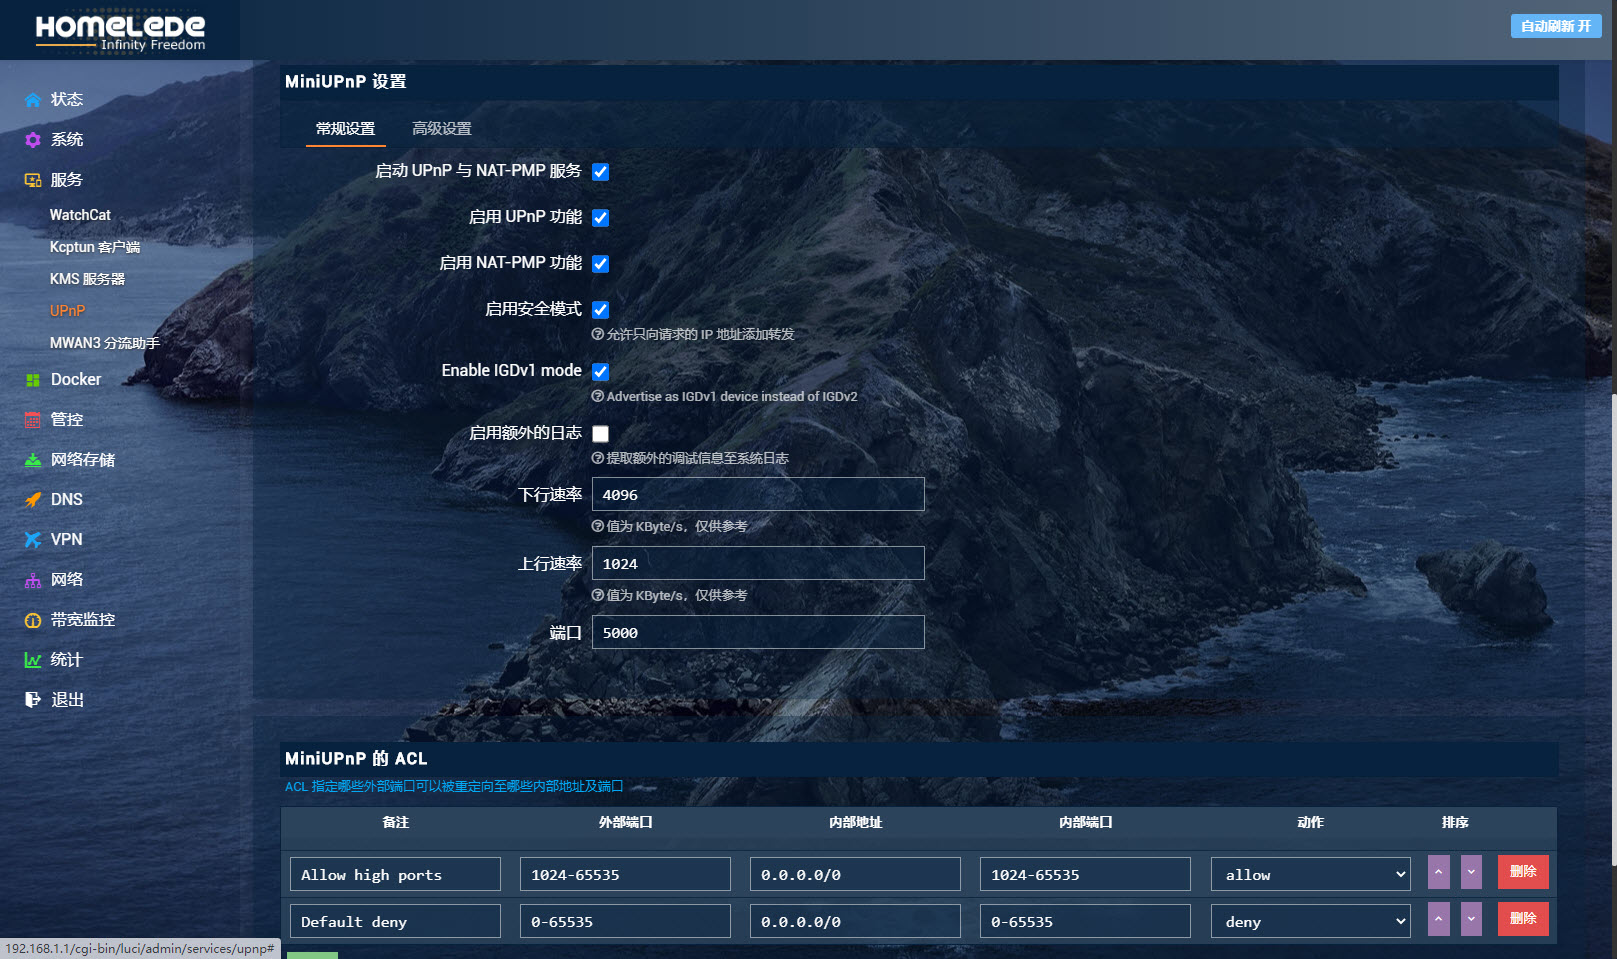 HOMELEDE
Infinity Freedom
自动刷新 开
状态
系统
服务
WatchCat
Kcptun 客户端
KMS 服务器
UPnP
MWAN3 分流助手
Docker
管控
网络存储
DNS
VPN
网络
带宽监控
统计
退出
MiniUPnP 设置
常规设置 高级设置
启动 UPnP 与 NAT-PMP 服务
启用 UPnP 功能
启用 NAT-PMP 功能
启用安全模式
允许只向请求的 IP 地址添加转发
Enable IGDv1 mode
Advertise as IGDv1 device instead of IGDv2
启用额外的日志
提取额外的调试信息至系统日志
下行速率 4096
值为 KByte/s，仅供参考
上行速率 1024
值为 KByte/s，仅供参考
端口 5000
MiniUPnP 的 ACL
ACL 指定哪些外部端口可以被重定向至哪些内部地址及端口
备注 外部端口 内部地址 内部端口 动作 排序
Allow high ports 1024-65535 0.0.0.0/0 1024-65535 allow 删除
Default deny 0-65535 0.0.0.0/0 0-65535 deny 删除
192.168.1.1/cgi-bin/luci/admin/services/upnp#